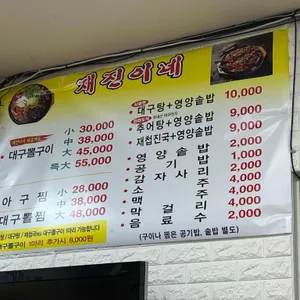 채진이네
대구뽈구이
小 30,000
中 38,000
大 45,000
특大 55,000
아구찜
대구뽈찜
小 28,000
中 38,000
大 48,000
대구탕+영양솥밥 10,000
추어탕+영양솥밥 9,000
재첩진국+영양솥밥 9,000
영양솥밥 2,000
공기밥 1,000
감자사리 2,000
소주 4,000
맥주 4,000
막걸리 4,000
음료수 2,000
(구이나 찜은 공기밥, 솥밥 별도)
대구뽈구이 1마리 추가시 8,000원